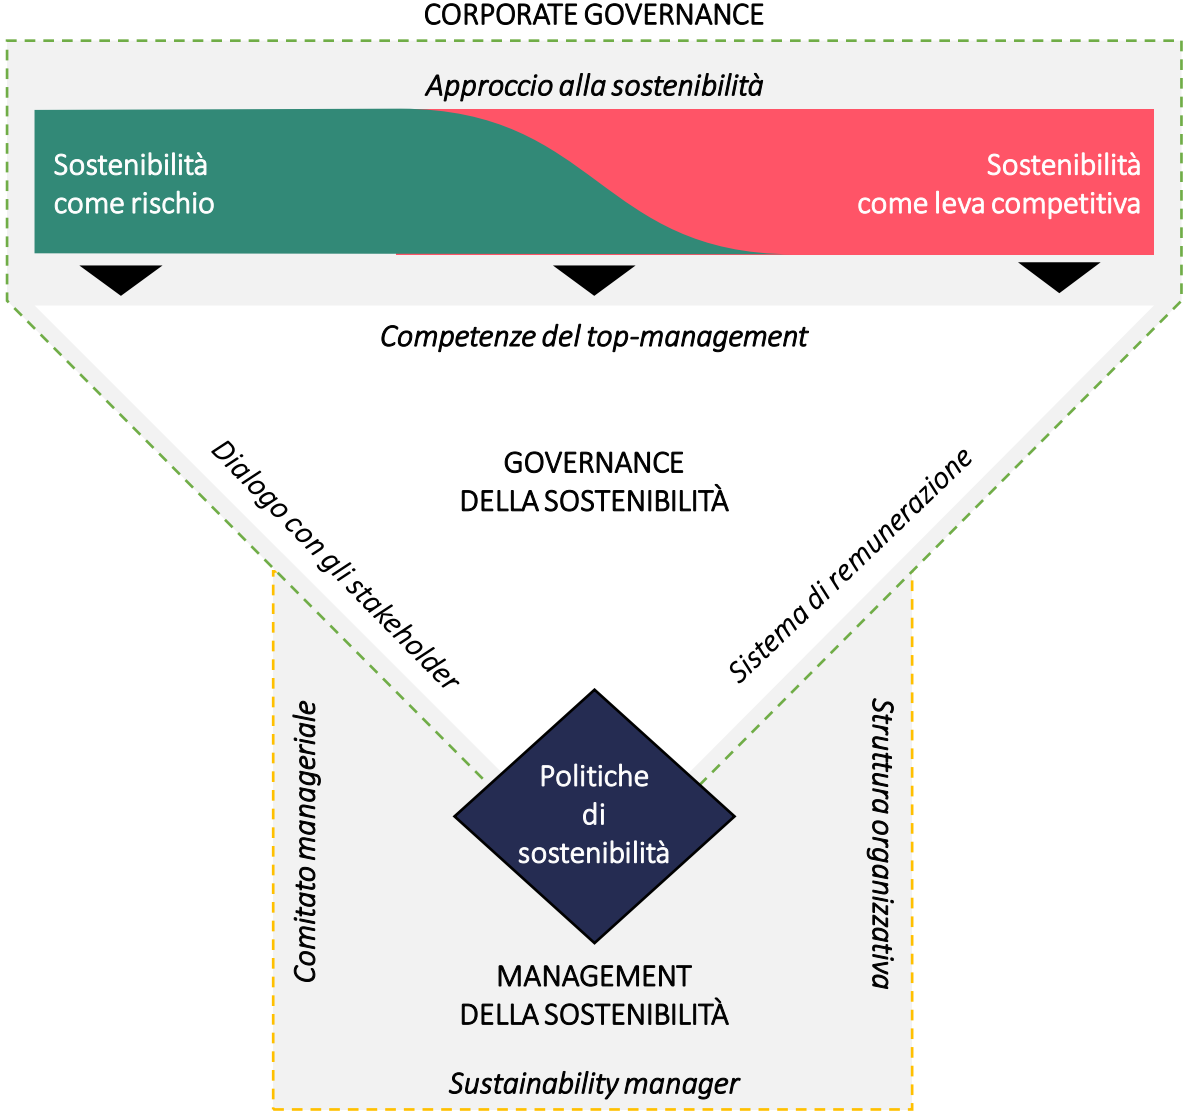 CORPORATE GOVERNANCE
Approccio alla sostenibilità
Sostenibilità
come rischio
Sostenibilità
come leva competitiva
Competenze del top-management
GOVERNANCE
DELLA SOSTENIBILITÀ
Dialogo con gli stakeholder
Sistema di remunerazione
Comitato manageriale
Politiche
di
sostenibilità
Struttura organizzativa
MANAGEMENT
DELLA SOSTENIBILITÀ
Sustainability manager